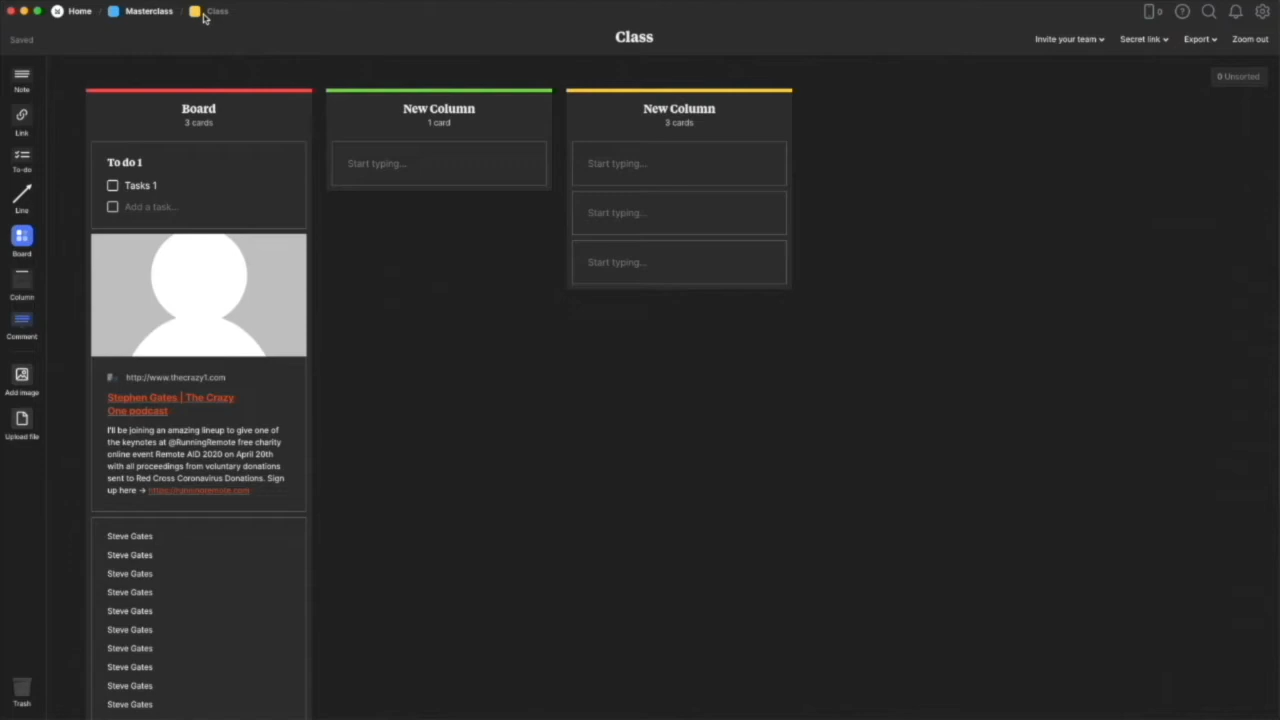 Home / Masterclass / Class
0
Saved
Class
Invite your team
Secret link
Export
Zoom out
0 Unsorted
Note
Link
To-do
Line
Board
Column
Comment
Add image
Upload file
Trash
Board
3 cards
To do 1
Tasks 1
Add a task...
http://www.thecrazy1.com
Stephen Gates | The Crazy
One podcast
I'll be joining an amazing lineup to give one of
the keynotes at @RunningRemote free charity
online event Remote AID 2020 on April 20th
with all proceedings from voluntary donations
sent to Red Cross Coronavirus Donations. Sign
up here → https://runningremote.com
Steve Gates
Steve Gates
Steve Gates
Steve Gates
Steve Gates
Steve Gates
Steve Gates
Steve Gates
Steve Gates
Steve Gates
New Column
1 card
Start typing...
New Column
3 cards
Start typing...
Start typing...
Start typing...